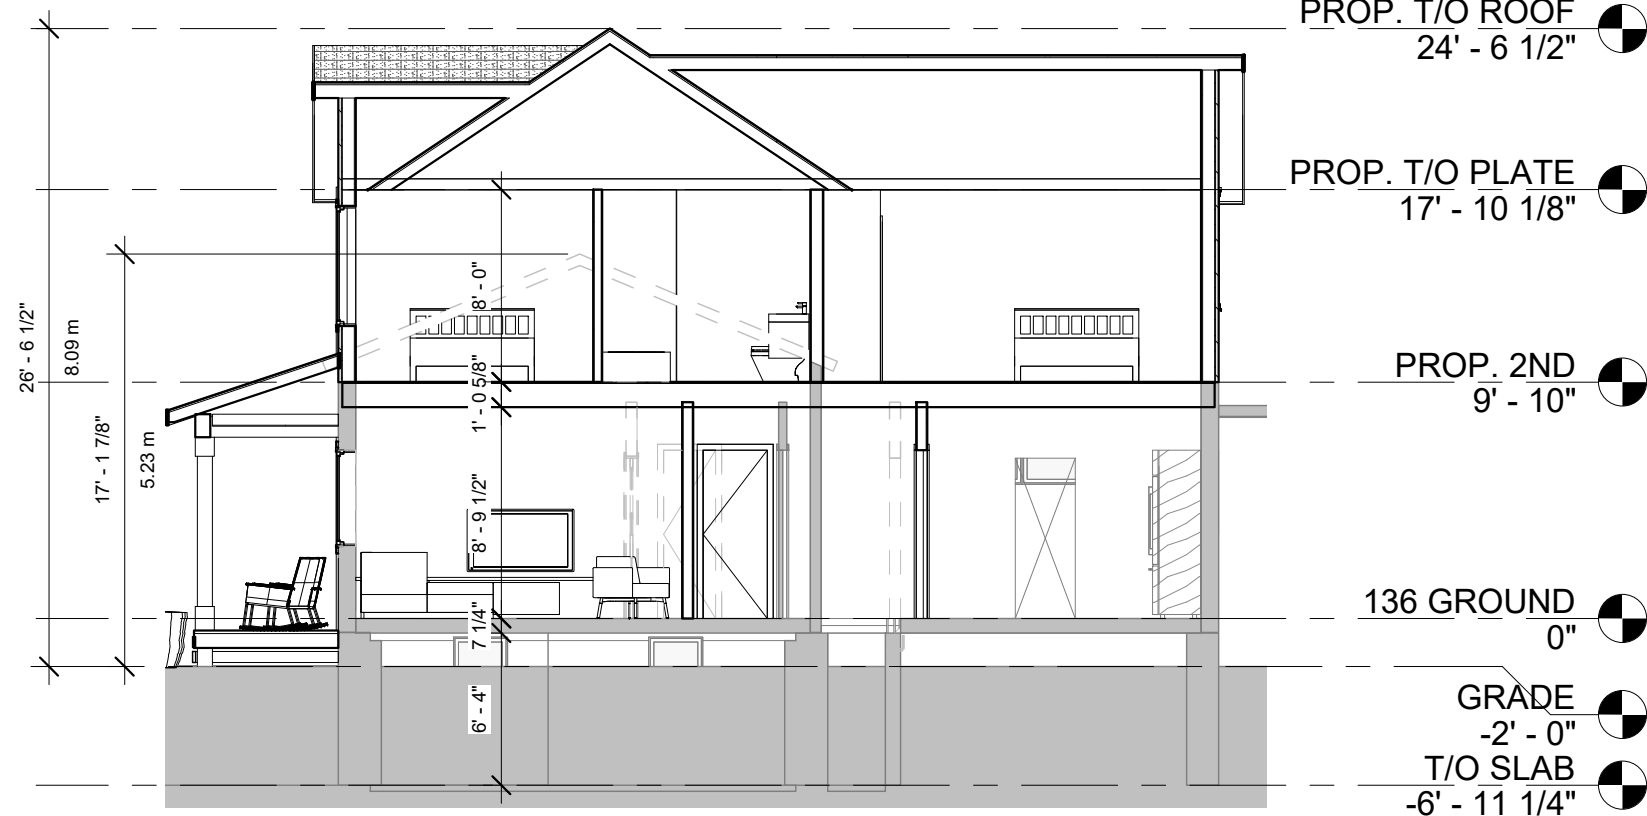 PROP. T/O ROOF
24' - 6 1/2"
PROP. T/O PLATE
17' - 10 1/8"
PROP. 2ND
9' - 10"
136 GROUND
0"
GRADE
-2' - 0"
T/O SLAB
-6' - 11 1/4"
26' - 6 1/2"
8.09 m
17' - 1 7/8"
5.23 m
8' - 0"
1' - 0 5/8"
8' - 9 1/2"
7 1/4"
6' - 4"